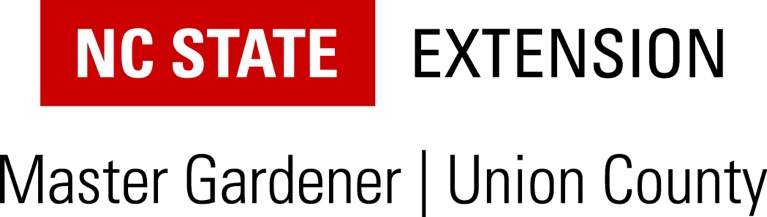 NC STATE EXTENSION
Master Gardener | Union County